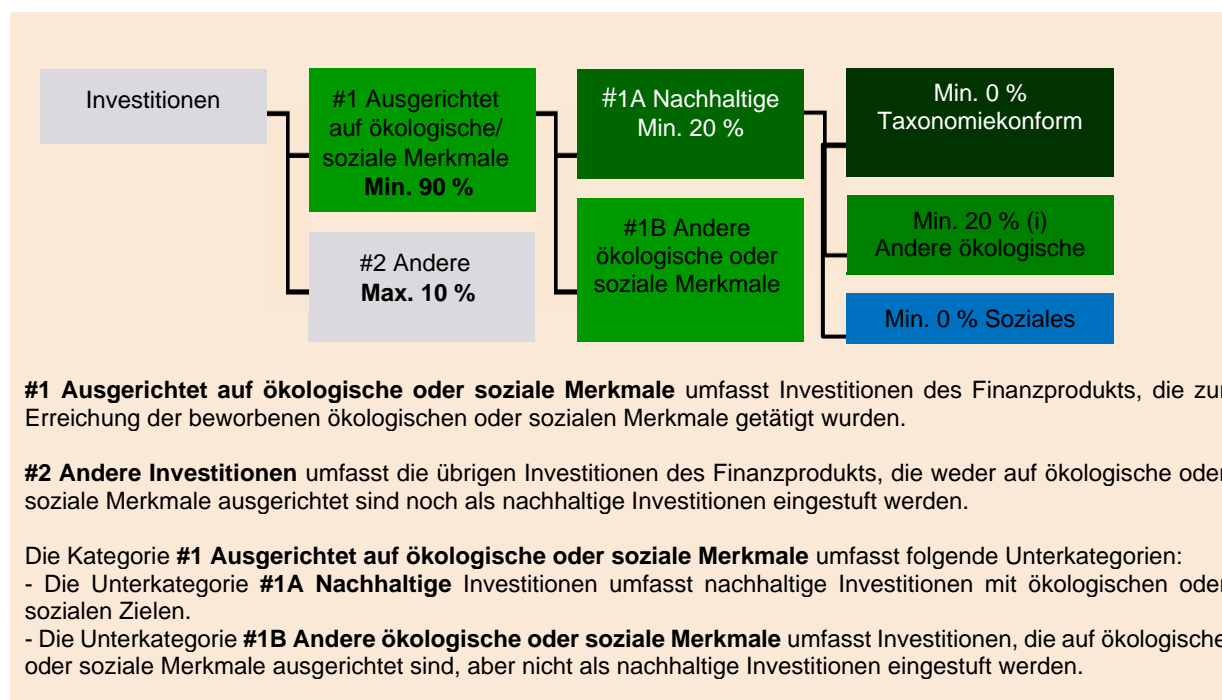 Investitionen
#1 Ausgerichtet
auf ökologische/
soziale Merkmale
Min. 90 %
#2 Andere
Max. 10 %
#1A Nachhaltige
Min. 20 %
#1B Andere
ökologische oder
soziale Merkmale
Min. 0 %
Taxonomiekonform
Min. 20 % (i)
Andere ökologische
Min. 0 % Soziales
#1 Ausgerichtet auf ökologische oder soziale Merkmale umfasst Investitionen des Finanzprodukts, die zur
Erreichung der beworbenen ökologischen oder sozialen Merkmale getätigt wurden.
#2 Andere Investitionen umfasst die übrigen Investitionen des Finanzprodukts, die weder auf ökologische oder
soziale Merkmale ausgerichtet sind noch als nachhaltige Investitionen eingestuft werden.
Die Kategorie #1 Ausgerichtet auf ökologische oder soziale Merkmale umfasst folgende Unterkategorien:
- Die Unterkategorie #1A Nachhaltige Investitionen umfasst nachhaltige Investitionen mit ökologischen oder
sozialen Zielen.
- Die Unterkategorie #1B Andere ökologische oder soziale Merkmale umfasst Investitionen, die auf ökologische
oder soziale Merkmale ausgerichtet sind, aber nicht als nachhaltige Investitionen eingestuft werden.